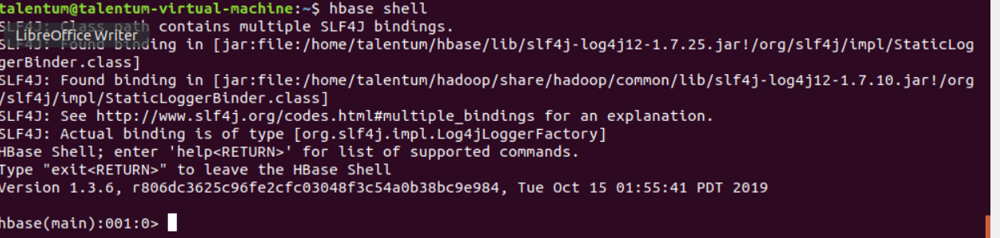 talentum@talentum-virtual-machine:~$ hbase shell
SLF4J: Class path contains multiple SLF4J bindings.
LibreOffice Writer
SLF4J: Found binding in [jar:file:/home/talentum/hbase/lib/slf4j-log4j12-1.7.25.jar!/org/slf4j/impl/StaticLog
gerBinder.class]
SLF4J: Found binding in [jar:file:/home/talentum/hadoop/share/hadoop/common/lib/slf4j-log4j12-1.7.10.jar!/org
/slf4j/impl/StaticLoggerBinder.class]
SLF4J: See http://www.slf4j.org/codes.html#multiple_bindings for an explanation.
SLF4J: Actual binding is of type [org.slf4j.impl.Log4jLoggerFactory]
HBase Shell; enter 'help<RETURN>' for list of supported commands.
Type "exit<RETURN>" to leave the HBase Shell
Version 1.3.6, r806dc3625c96fe2cfc03048f3c54a0b38bc9e984, Tue Oct 15 01:55:41 PDT 2019
hbase(main):001:0>